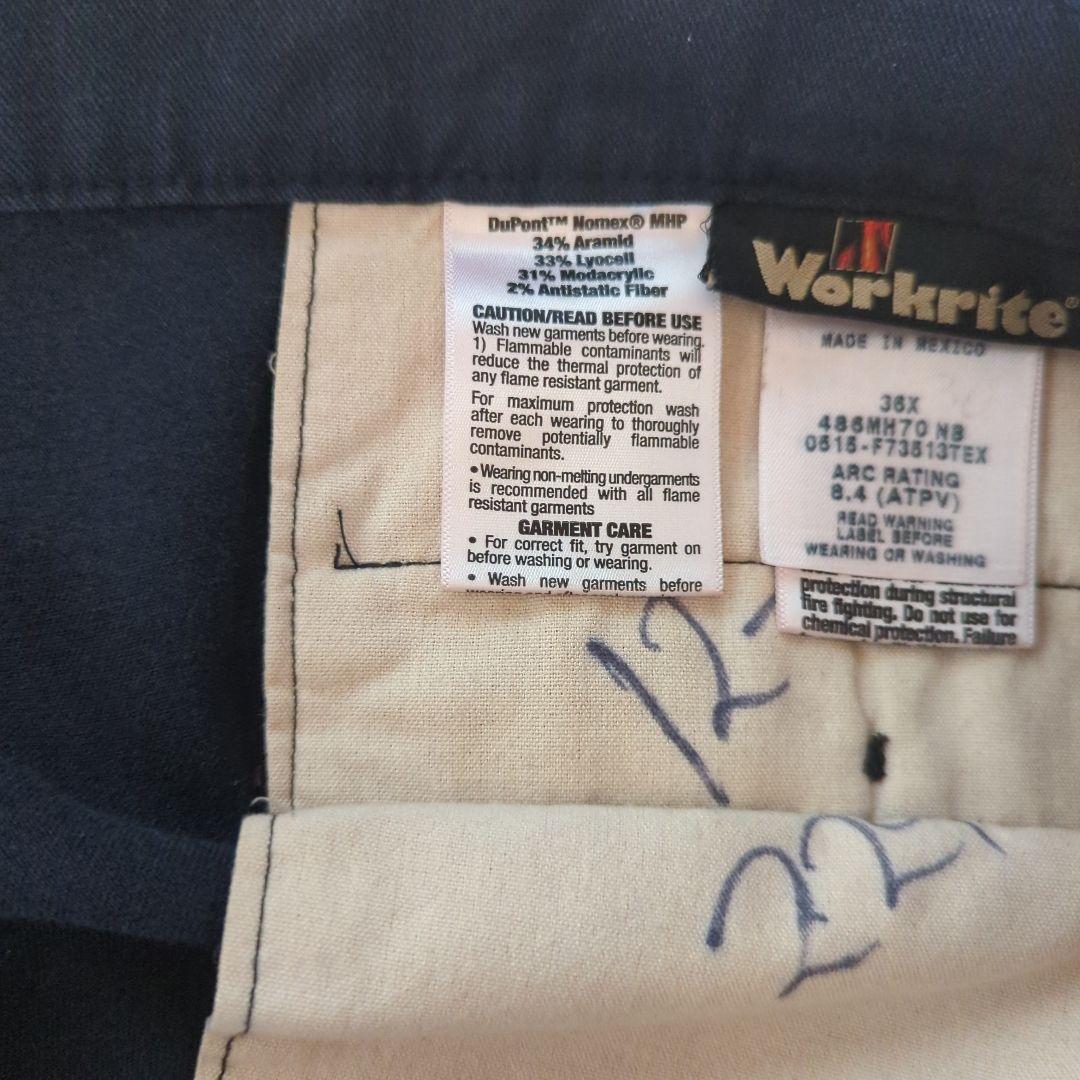 DuPont™ Nomex® MHP
34% Aramid
33% Lyocell
31% Modacrylic
2% Antistatic Fiber
CAUTION/READ BEFORE USE
Wash new garments before wearing.
1) Flammable contaminants will
reduce the thermal protection of
any flame resistant garment.
For maximum protection wash
after each wearing to thoroughly
remove potentially flammable
contaminants.
• Wearing non-melting undergarments
is recommended with all flame
resistant garments
GARMENT CARE
• For correct fit, try garment on
before washing or wearing.
• Wash new garments before
Workrite®
MADE IN MEXICO
36X
486MH70 NB
0515-F73513TEX
ARC RATING
8.4 (ATPV)
READ WARNING
LABEL BEFORE
WEARING OR WASHING
protection during structural
fire fighting. Do not use for
chemical protection. Failure
12-
22